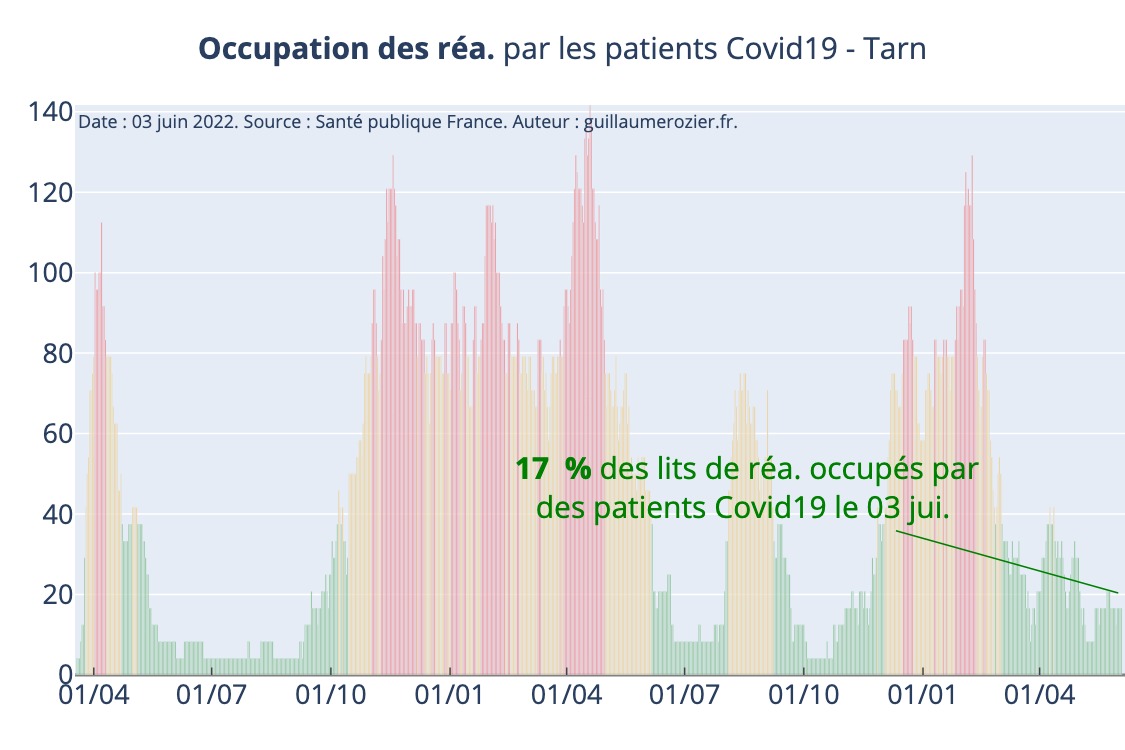 Occupation des réa. par les patients Covid19 - Tarn
140
Date : 03 juin 2022. Source : Santé publique France. Auteur : guillaumerozier.fr.
120
100
80
60
17 % des lits de réa. occupés par
des patients Covid19 le 03 jui.
40
20
0
01/04 01/07 01/10 01/01 01/04 01/07 01/10 01/01 01/04